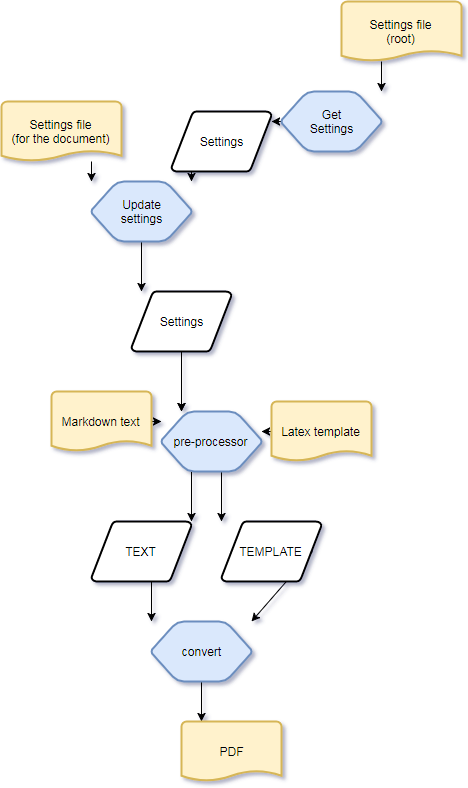 Settings file
(root)
Get
Settings
Settings
Settings file
(for the document)
Update
settings
Settings
Markdown text
pre-processor
Latex template
TEXT
TEMPLATE
convert
PDF